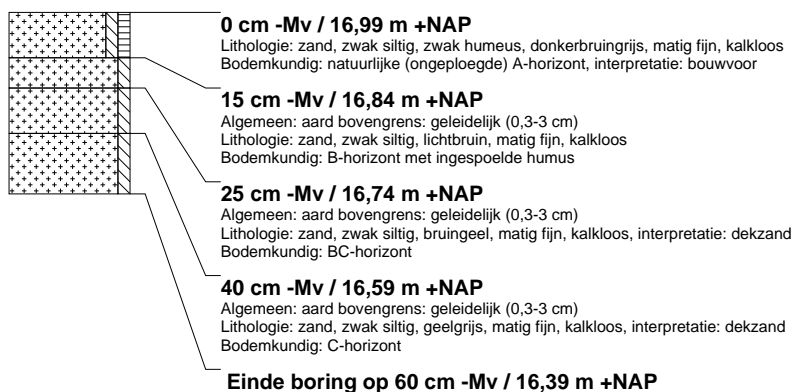 0 cm -Mv / 16,99 m +NAP
Lithologie: zand, zwak siltig, zwak humeus, donkerbruingrijs, matig fijn, kalkloos
Bodemkundig: natuurlijke (ongeploegde) A-horizont, interpretatie: bouwvoor
15 cm -Mv / 16,84 m +NAP
Algemeen: aard bovengrens: geleidelijk (0,3-3 cm)
Lithologie: zand, zwak siltig, lichtbruin, matig fijn, kalkloos
Bodemkundig: B-horizont met ingespoelde humus
25 cm -Mv / 16,74 m +NAP
Algemeen: aard bovengrens: geleidelijk (0,3-3 cm)
Lithologie: zand, zwak siltig, bruingeel, matig fijn, kalkloos, interpretatie: dekzand
Bodemkundig: BC-horizont
40 cm -Mv / 16,59 m +NAP
Algemeen: aard bovengrens: geleidelijk (0,3-3 cm)
Lithologie: zand, zwak siltig, geelgrijs, matig fijn, kalkloos, interpretatie: dekzand
Bodemkundig: C-horizont
Einde boring op 60 cm -Mv / 16,39 m +NAP